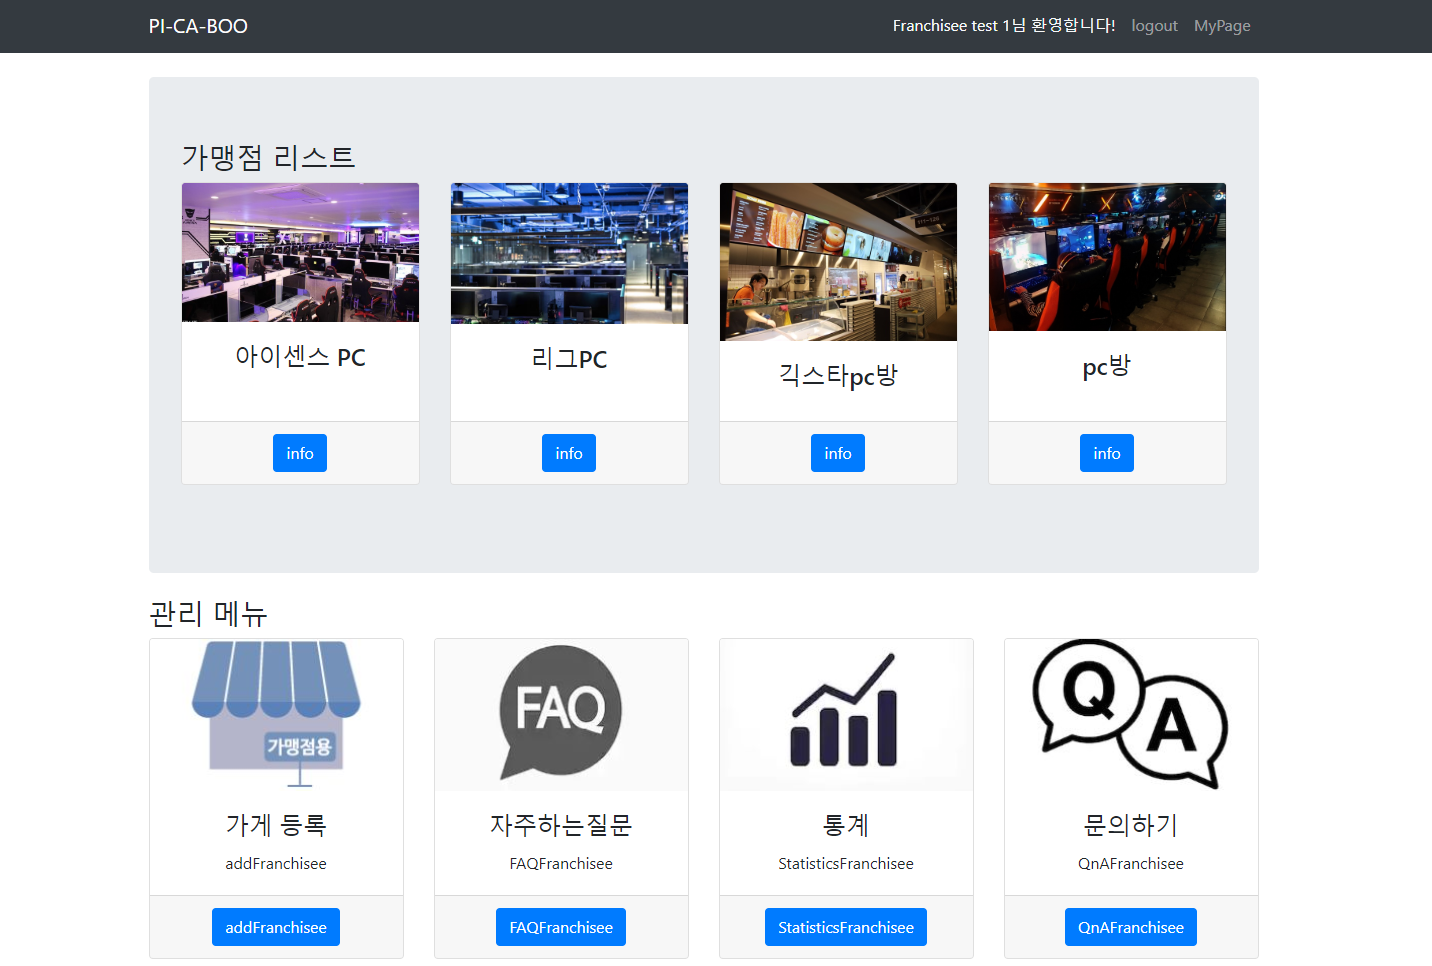 PI-CA-BOO
Franchisee test 1님 환영합니다! logout MyPage
가맹점 리스트
아이센스 PC
리그PC
긱스타pc방
pc방
info
info
info
info
관리 메뉴
가맹점용
FAQ
Q
A
가게 등록
자주하는질문
통계
문의하기
addFranchisee
FAQFranchisee
StatisticsFranchisee
QnAFranchisee
addFranchisee
FAQFranchisee
StatisticsFranchisee
QnAFranchisee